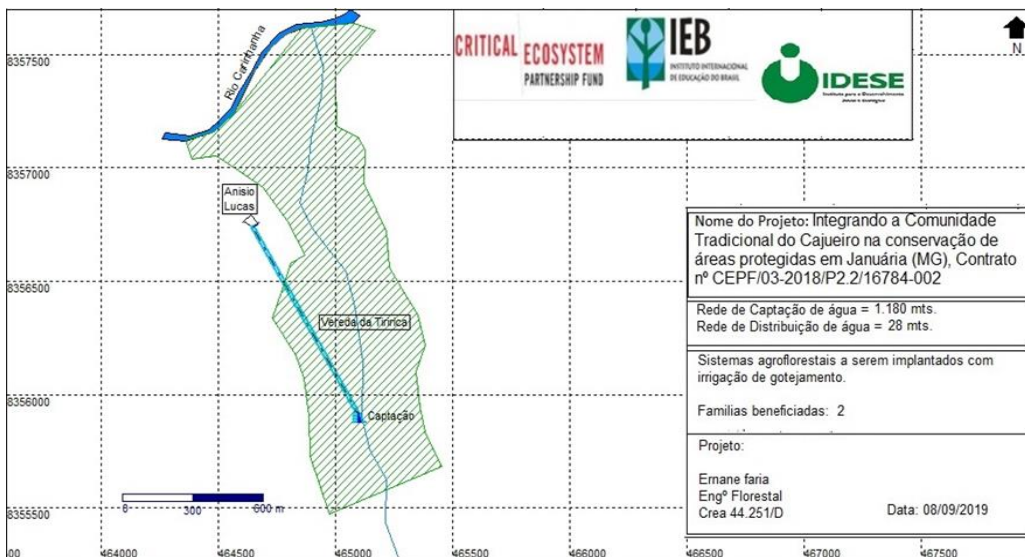 CRITICAL ECOSYSTEM
PARTNERSHIP FUND
IEB
INSTITUTO INTERNACIONAL
DE EDUCAÇÃO DO BRASIL
IDESE
N
8357500
8357000
8356500
8356000
8355500
Rio Carinhanha
Anisio
Lucas
Vereda da Tiririca
Captação
0 300 600 m
464000 464500 465000 465500 466000 466500 467000 467500
Nome do Projeto: Integrando a Comunidade
Tradicional do Cajueiro na conservação de
áreas protegidas em Januária (MG), Contrato
nº CEPF/03-2018/P2.2/16784-002
Rede de Captação de água = 1.180 mts.
Rede de Distribuição de água = 28 mts.
Sistemas agroflorestais a serem implantados com
irrigação de gotejamento.
Familias beneficiadas: 2
Projeto:
Ernane faria
Engº Florestal
Crea 44.251/D
Data: 08/09/2019